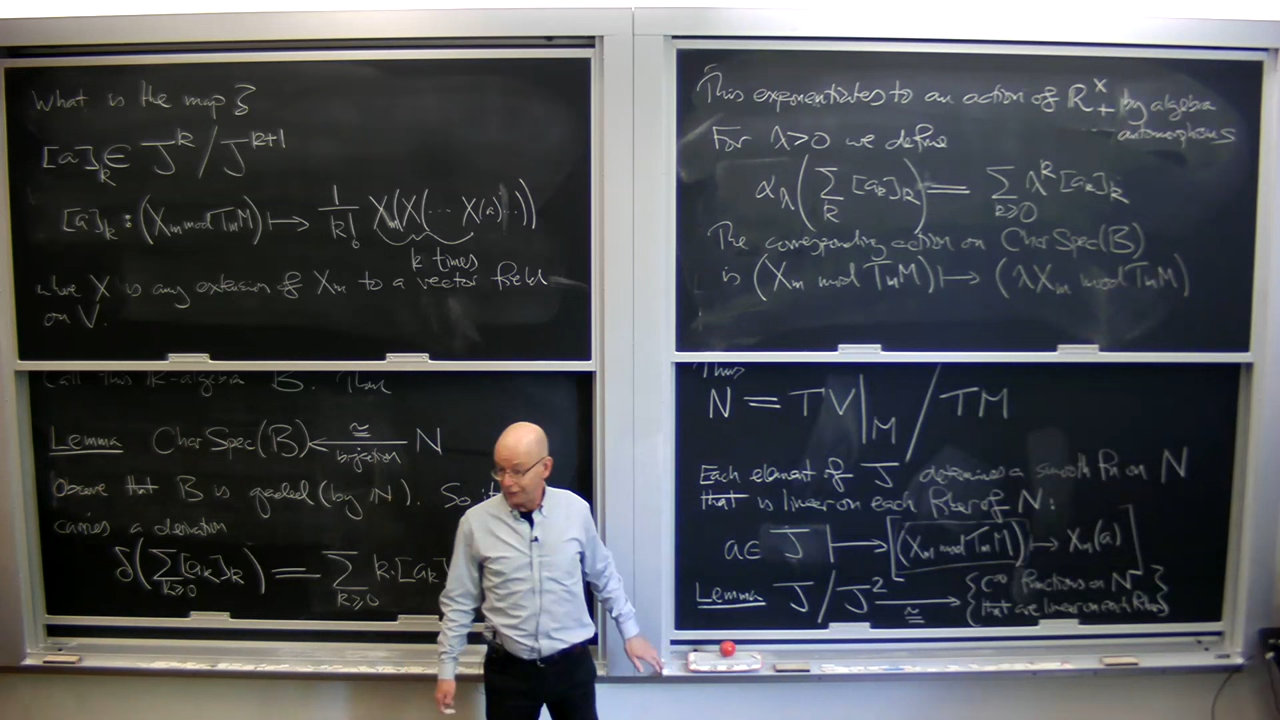 What is the map ?
[a]_k ∈ J^k / J^{k+1}
[a]_k : (X_m mod T_mM) ↦ 1/k! X(X(... X(a)...))
k times
where X is any extension of X_m to a vector field
on V.
Call this R-algebra B. Then
Lemma CharSpec(B) ←≅ N
bijection
Observe that B is graded (by ℕ). So it
carries a derivation
δ(∑_{k≥0} [a_k]_k) = ∑_{k≥0} k·[a_k]
This exponentiates to an action of R_+^× by algebra
automorphisms
For λ>0 we define
α_λ(∑_k [a_k]_k) = ∑_{k≥0} λ^k [a_k]_k
The corresponding action on CharSpec(B)
is (X_m mod T_mM) ↦ (λX_m mod T_mM)
Thus
N = TV|_M / TM
Each element of J determines a smooth fn on N
that is linear on each fiber of N:
a ∈ J ↦ [(X_m mod T_mM) ↦ X_m(a)]
Lemma J/J^2 →≅ {C^∞ functions on N
that are linear on each fiber}